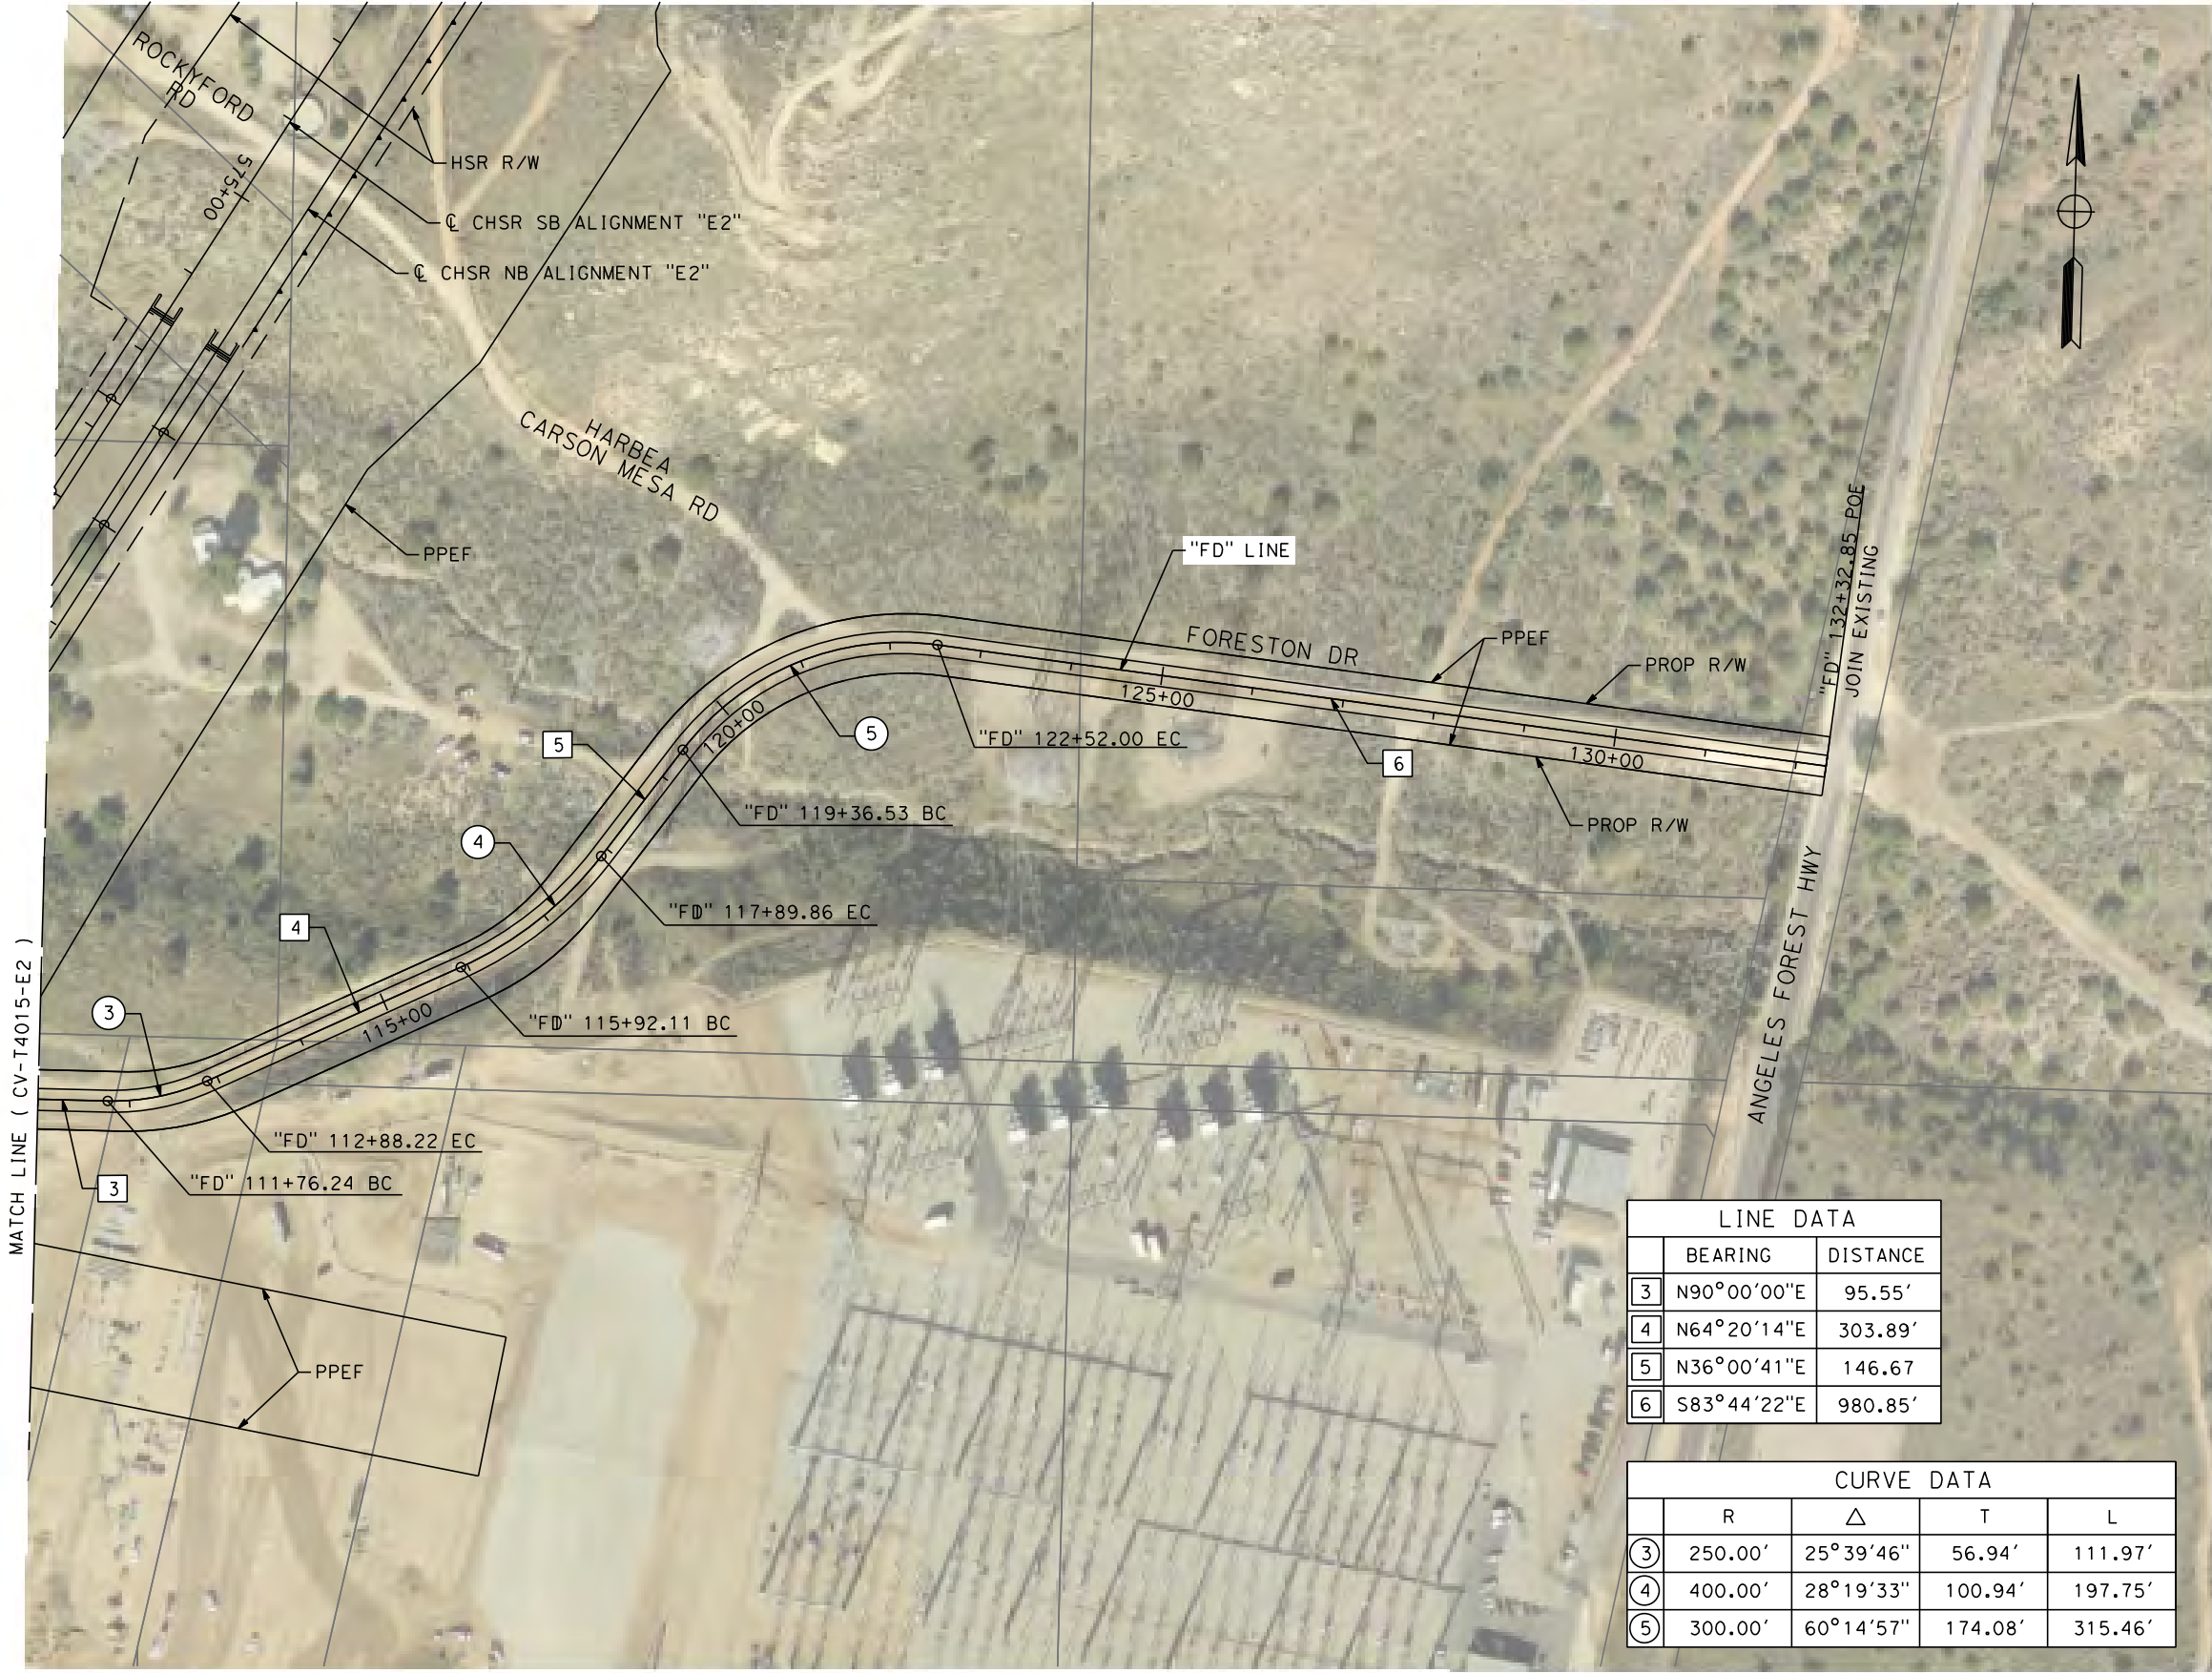 ROCKYFORD
RD
575+00
HSR R/W
℄ CHSR SB ALIGNMENT "E2"
℄ CHSR NB ALIGNMENT "E2"
HARBEA
CARSON MESA RD
PPEF
"FD" LINE
FORESTON DR
PPEF
PROP R/W
"FD" 132+32.85 POE
JOIN EXISTING
125+00
120+00
5
5
"FD" 122+52.00 EC
6
130+00
"FD" 119+36.53 BC
PROP R/W
4
"FD" 117+89.86 EC
4
ANGELES FOREST HWY
MATCH LINE ( CV-T4015-E2 )
3
115+00
"FD" 115+92.11 BC
"FD" 112+88.22 EC
"FD" 111+76.24 BC
3
PPEF
LINE DATA
BEARING DISTANCE
3 N90°00'00"E 95.55'
4 N64°20'14"E 303.89'
5 N36°00'41"E 146.67
6 S83°44'22"E 980.85'
CURVE DATA
R △ T L
3 250.00' 25°39'46" 56.94' 111.97'
4 400.00' 28°19'33" 100.94' 197.75'
5 300.00' 60°14'57" 174.08' 315.46'